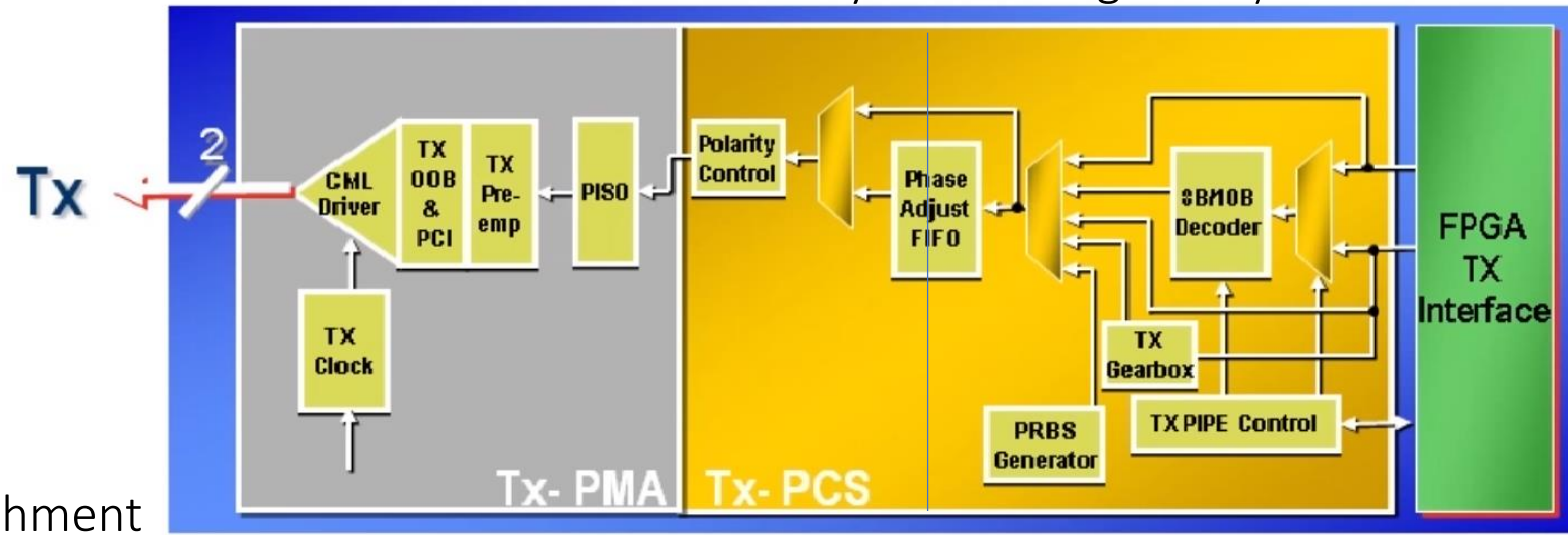 Tx
2
CML
Driver
TX
OOB
&
PCI
TX
Pre-
emp
PISO
TX
Clock
Tx- PMA
Polarity
Control
Phase
Adjust
FIFO
8B/10B
Decoder
TX
Gearbox
PRBS
Generator
TX PIPE Control
Tx- PCS
FPGA
TX
Interface
hment